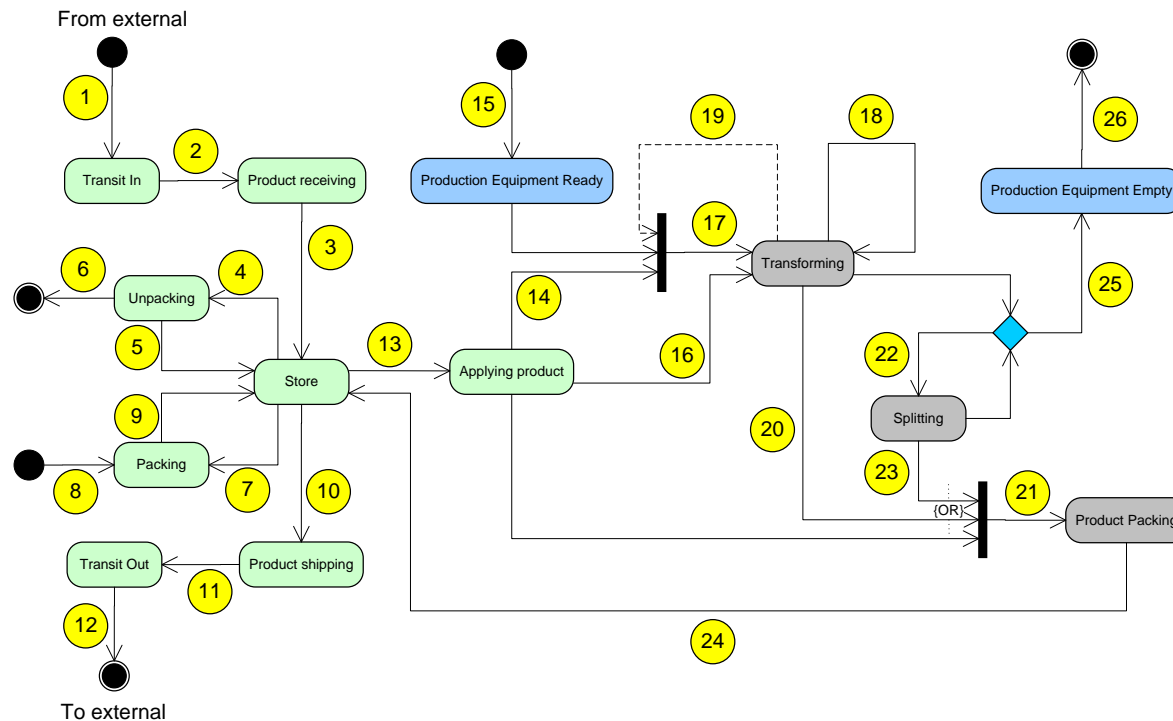 From external
1
15
19
18
26
2
Transit In
Product receiving
Production Equipment Ready
Production Equipment Empty
3
17
Transforming
6
4
Unpacking
14
25
5
13
16
22
Store
Applying product
9
Splitting
20
Packing
8
7
10
23
21
{OR}
Product Packing
Transit Out
Product shipping
11
12
24
To external